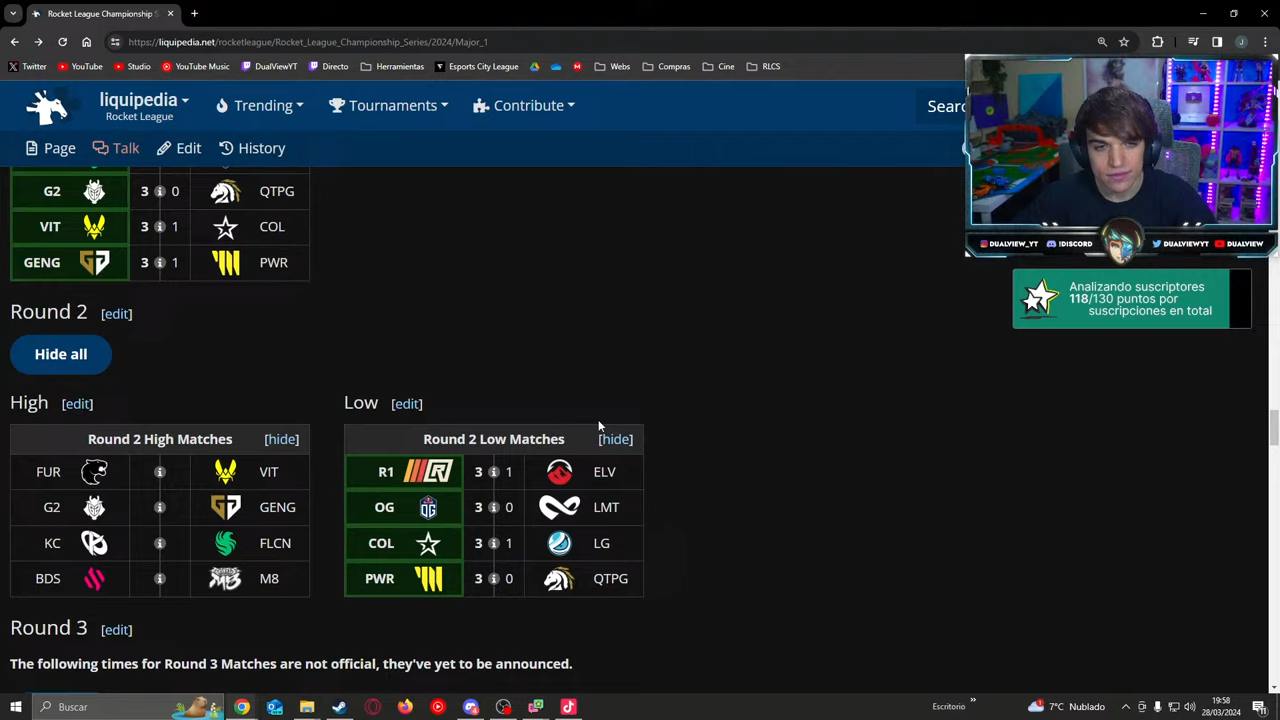 Rocket League Championship S
https://liquipedia.net/rocketleague/Rocket_League_Championship_Series/2024/Major_1
Twitter YouTube Studio YouTube Music DualViewYT Directo Herramientas Esports City League Webs Compras Cine RLCS
liquipedia
Rocket League
Trending Tournaments Contribute Searc
Page Talk Edit History
G2 3 0 QTPG
VIT 3 1 COL
GENG 3 1 PWR
DUALVIEW_YT !DISCORD DUALVIEWYT DUALVIEW
Analizando suscriptores
118/130 puntos por
suscripciones en total
Round 2 [edit]
Hide all
High [edit]
Round 2 High Matches [hide]
FUR VIT
G2 GENG
KC FLCN
BDS M8
Low [edit]
Round 2 Low Matches [hide]
R1 3 1 ELV
OG 3 0 LMT
COL 3 1 LG
PWR 3 0 QTPG
Round 3 [edit]
The following times for Round 3 Matches are not official, they've yet to be announced.
Buscar
Escritorio
7°C Nublado
19:58
28/03/2024